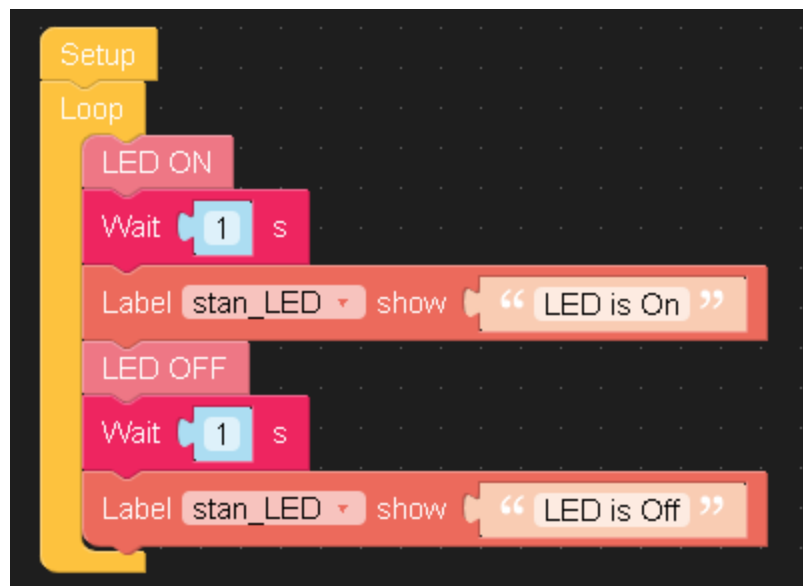 Setup
Loop
LED ON
Wait 1 s
Label stan_LED show “ LED is On ”
LED OFF
Wait 1 s
Label stan_LED show “ LED is Off ”